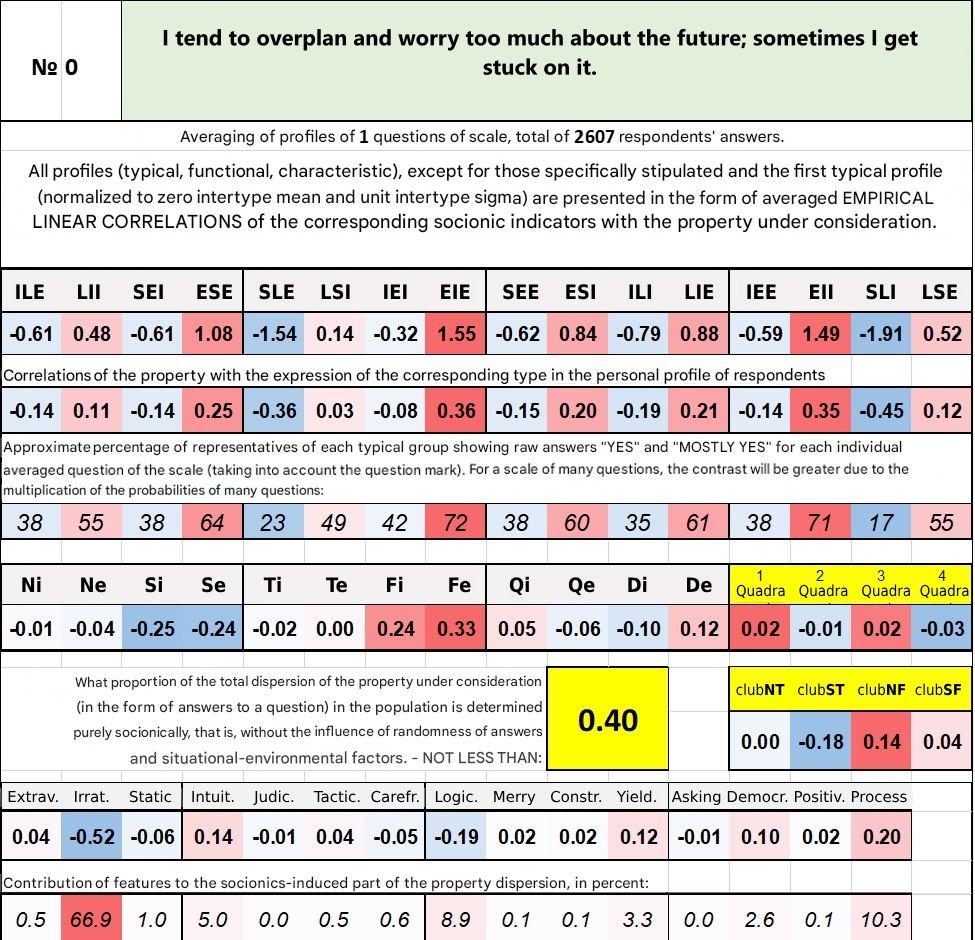 № 0
I tend to overplan and worry too much about the future; sometimes I get
stuck on it.
Averaging of profiles of 1 questions of scale, total of 2607 respondents' answers.
All profiles (typical, functional, characteristic), except for those specifically stipulated and the first typical profile
(normalized to zero intertype mean and unit intertype sigma) are presented in the form of averaged EMPIRICAL
LINEAR CORRELATIONS of the corresponding socionic indicators with the property under consideration.
ILE LII SEI ESE SLE LSI IEI EIE SEE ESI ILI LIE IEE EII SLI LSE
-0.61 0.48 -0.61 1.08 -1.54 0.14 -0.32 1.55 -0.62 0.84 -0.79 0.88 -0.59 1.49 -1.91 0.52
Correlations of the property with the expression of the corresponding type in the personal profile of respondents
-0.14 0.11 -0.14 0.25 -0.36 0.03 -0.08 0.36 -0.15 0.20 -0.19 0.21 -0.14 0.35 -0.45 0.12
Approximate percentage of representatives of each typical group showing raw answers "YES" and "MOSTLY YES" for each individual
averaged question of the scale (taking into account the question mark). For a scale of many questions, the contrast will be greater due to the
multiplication of the probabilities of many questions:
38 55 38 64 23 49 42 72 38 60 35 61 38 71 17 55
Ni Ne Si Se Ti Te Fi Fe Qi Qe Di De 1 Quadra 2 Quadra 3 Quadra 4 Quadra
-0.01 -0.04 -0.25 -0.24 -0.02 0.00 0.24 0.33 0.05 -0.06 -0.10 0.12 0.02 -0.01 0.02 -0.03
What proportion of the total dispersion of the property under consideration
(in the form of answers to a question) in the population is determined
purely socionically, that is, without the influence of randomness of answers
and situational-environmental factors. - NOT LESS THAN:
0.40
clubNT clubST clubNF clubSF
0.00 -0.18 0.14 0.04
Extrav. Irrat. Static Intuit. Judic. Tactic. Carefr. Logic. Merry Constr. Yield. Asking Democr. Positiv. Process
0.04 -0.52 -0.06 0.14 -0.01 0.04 -0.05 -0.19 0.02 0.02 0.12 -0.01 0.10 0.02 0.20
Contribution of features to the socionics-induced part of the property dispersion, in percent:
0.5 66.9 1.0 5.0 0.0 0.5 0.6 8.9 0.1 0.1 3.3 0.0 2.6 0.1 10.3